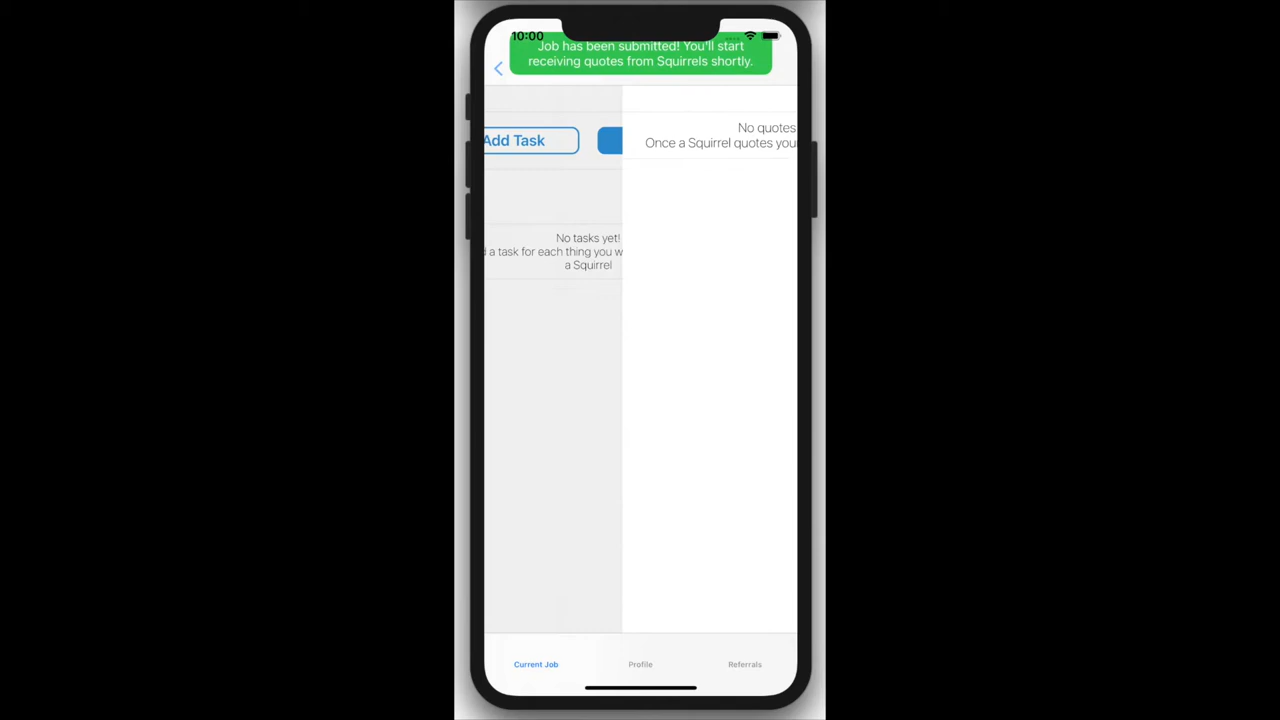 10:00
Job has been submitted! You'll start
receiving quotes from Squirrels shortly.
Add Task
No quotes
Once a Squirrel quotes you
No tasks yet!
a task for each thing you w
a Squirrel
Current Job
Profile
Referrals